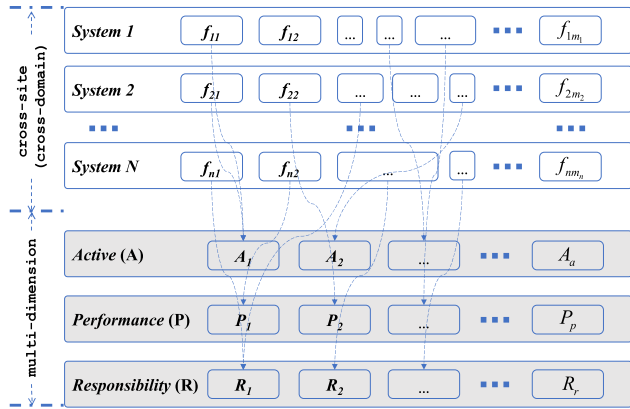 cross-site
(cross-domain)
multi-dimension
System 1 f11 f12 ... ... ... f1m1
System 2 f21 f22 ... ... ... f2m2
System N fn1 fn2 ... ... fnmn
Active (A) A1 A2 ... Aa
Performance (P) P1 P2 ... Pp
Responsibility (R) R1 R2 ... Rr